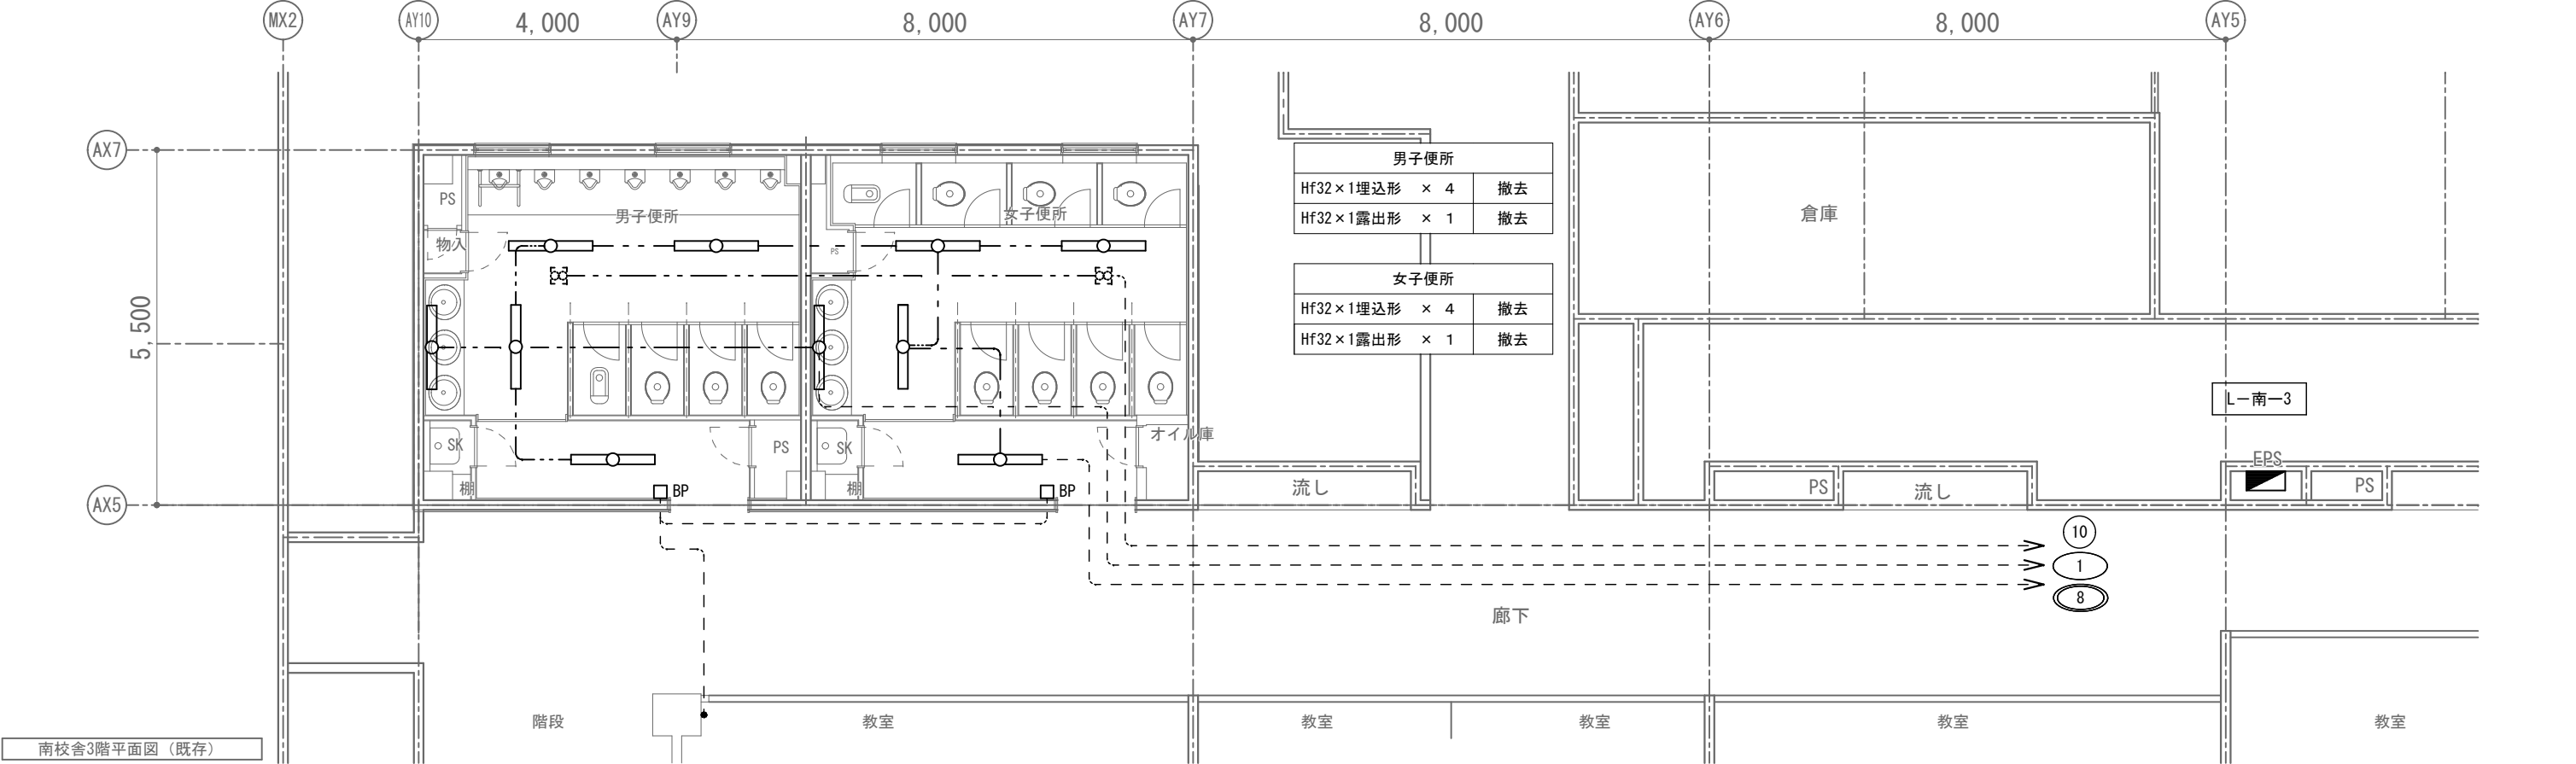 MX2 AY10 AY9 AY7 AY6 AY5
4,000 8,000 8,000 8,000
AX7
5,500
AX5
PS
物入
男子便所
女子便所
PS
SK
PS
SK
オイル庫
棚
BP
棚
BP
男子便所
Hf32×1埋込形 × 4 撤去
Hf32×1露出形 × 1 撤去
女子便所
Hf32×1埋込形 × 4 撤去
Hf32×1露出形 × 1 撤去
倉庫
L－南－3
EPS
流し
PS
流し
PS
10
1
8
廊下
階段
教室
教室
教室
教室
教室
南校舎3階平面図（既存）